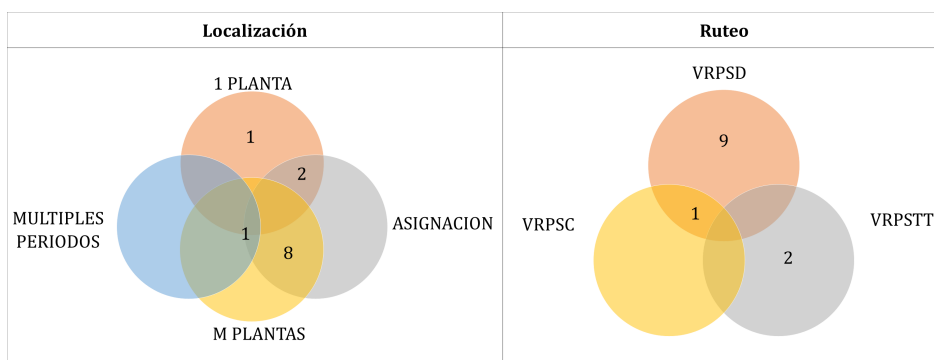 Localización
Ruteo
1 PLANTA
1
2
MULTIPLES
PERIODOS
ASIGNACION
1
8
M PLANTAS
VRPSD
9
VRPSC
1
VRPSTT
2